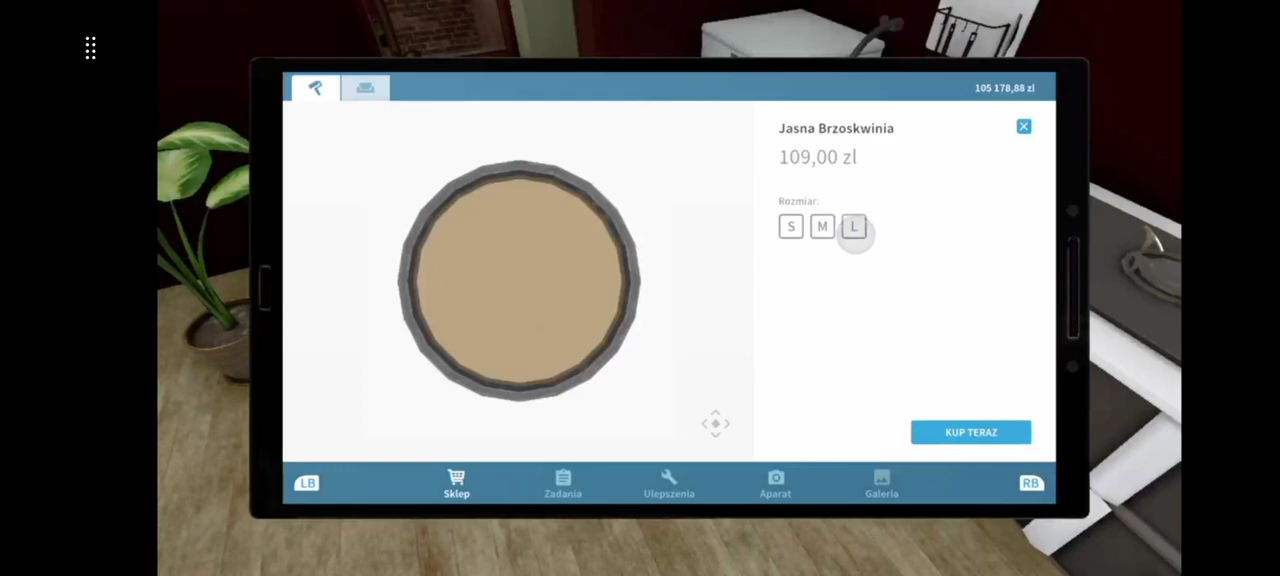 105 178,88 zl
Jasna Brzoskwinia
109,00 zl
Rozmiar:
S M L
KUP TERAZ
LB
Sklep
Zadania
Ulepszenia
Aparat
Galeria
RB